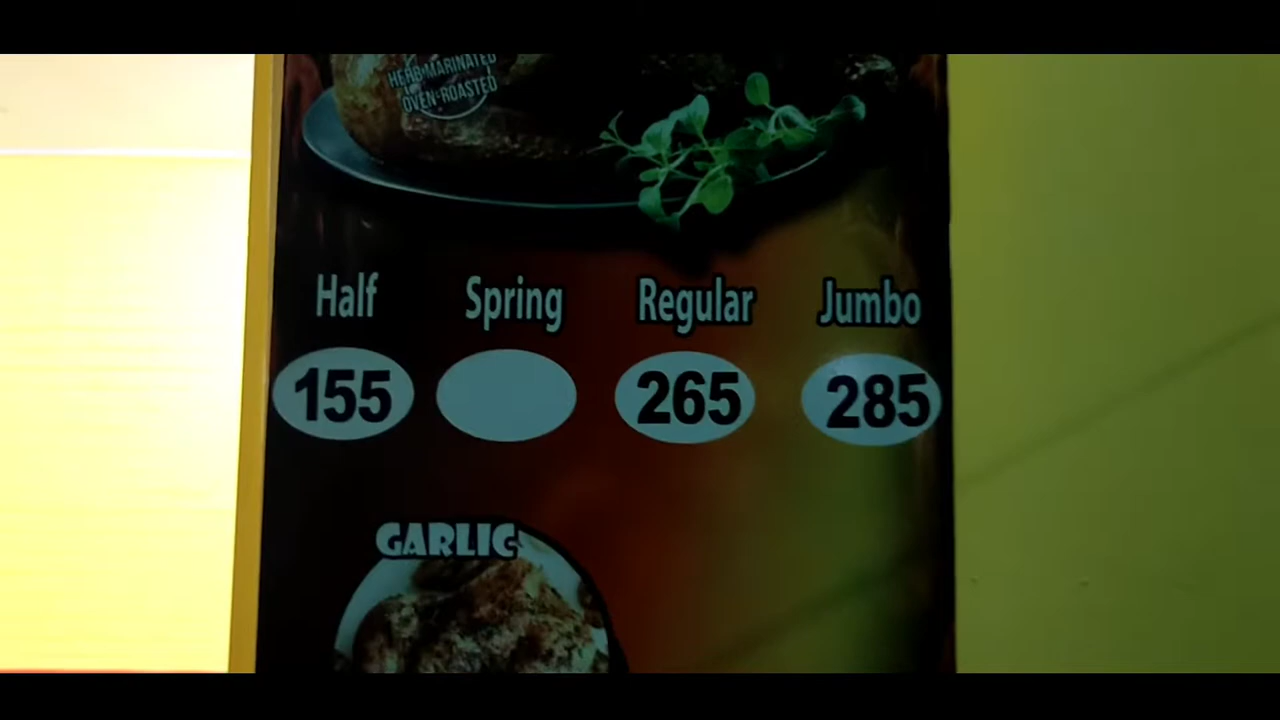 HERB-MARINATED
OVEN-ROASTED
Half Spring Regular Jumbo
155 265 285
GARLIC